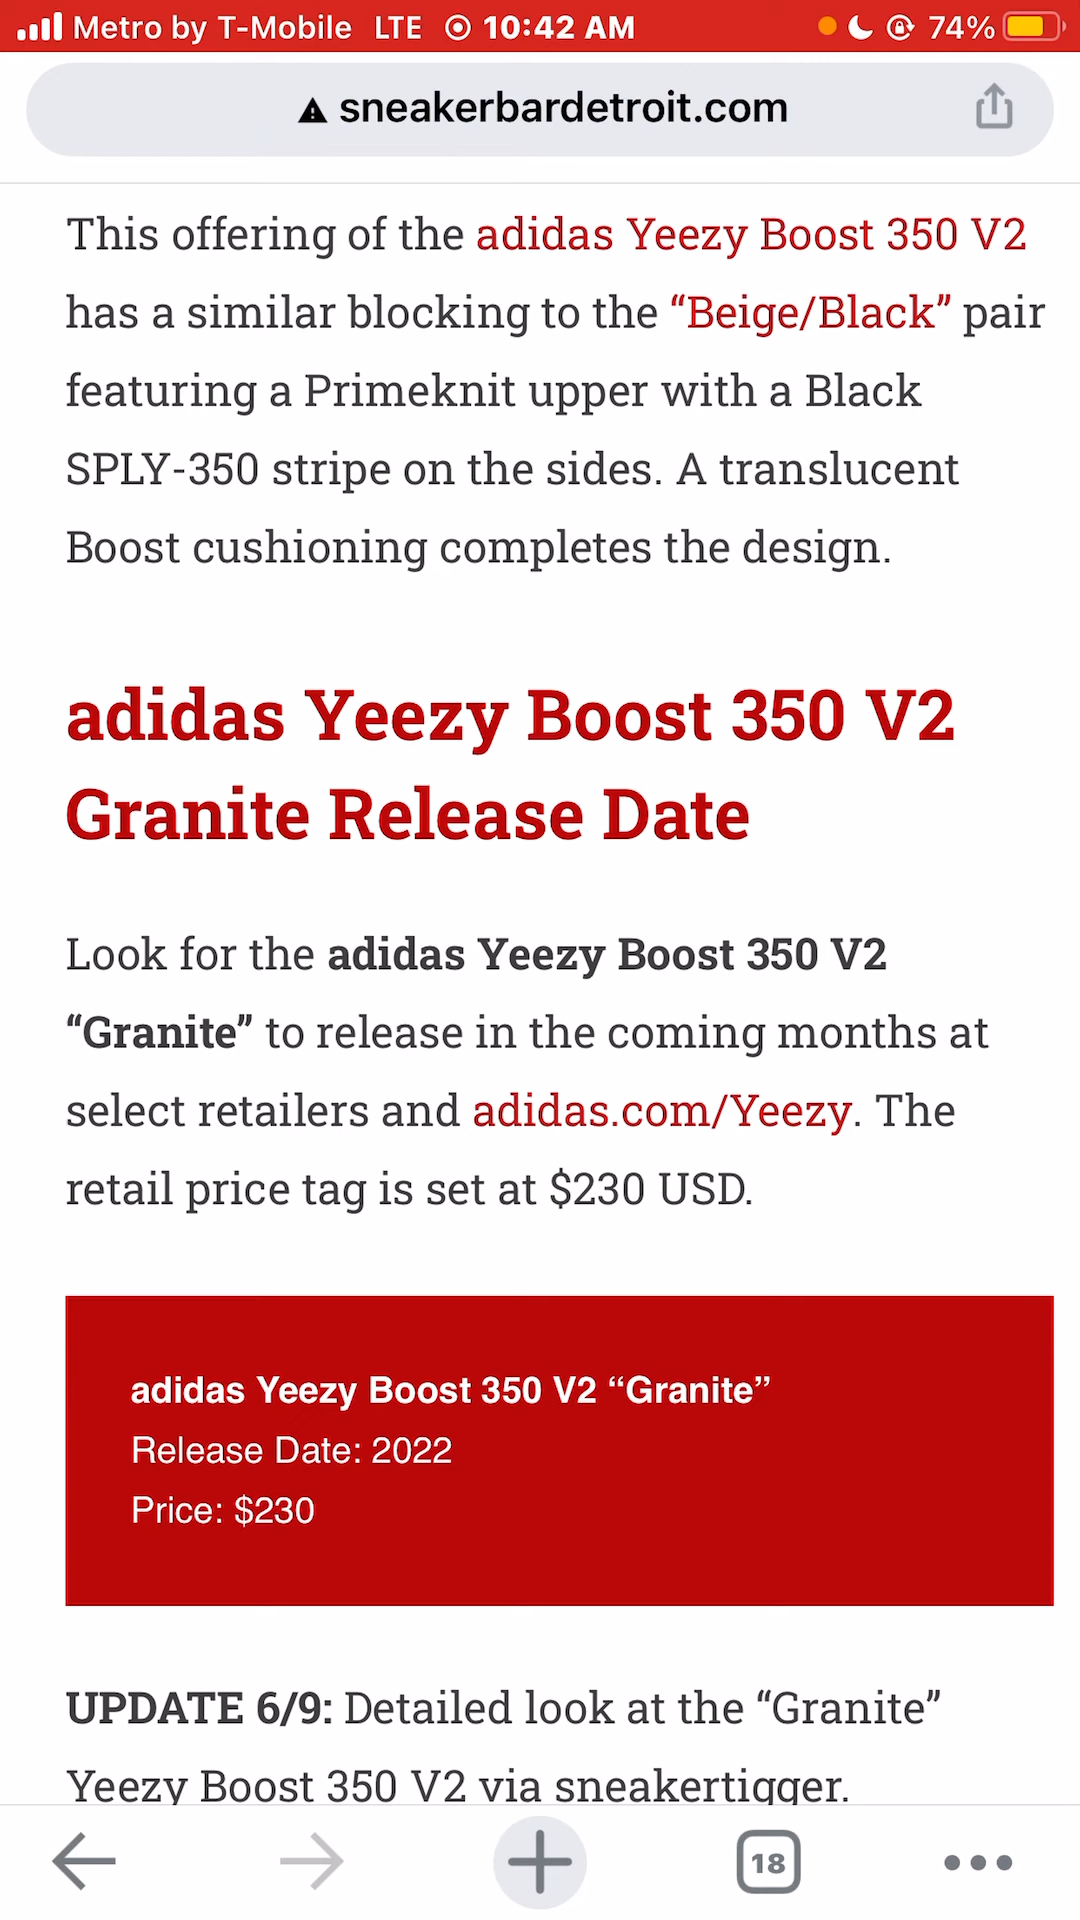 Metro by T-Mobile LTE 10:42 AM 74%
sneakerbardetroit.com
This offering of the adidas Yeezy Boost 350 V2
has a similar blocking to the “Beige/Black” pair
featuring a Primeknit upper with a Black
SPLY-350 stripe on the sides. A translucent
Boost cushioning completes the design.
adidas Yeezy Boost 350 V2
Granite Release Date
Look for the adidas Yeezy Boost 350 V2
“Granite” to release in the coming months at
select retailers and adidas.com/Yeezy. The
retail price tag is set at $230 USD.
adidas Yeezy Boost 350 V2 “Granite”
Release Date: 2022
Price: $230
UPDATE 6/9: Detailed look at the “Granite”
Yeezy Boost 350 V2 via sneakertigger.
18